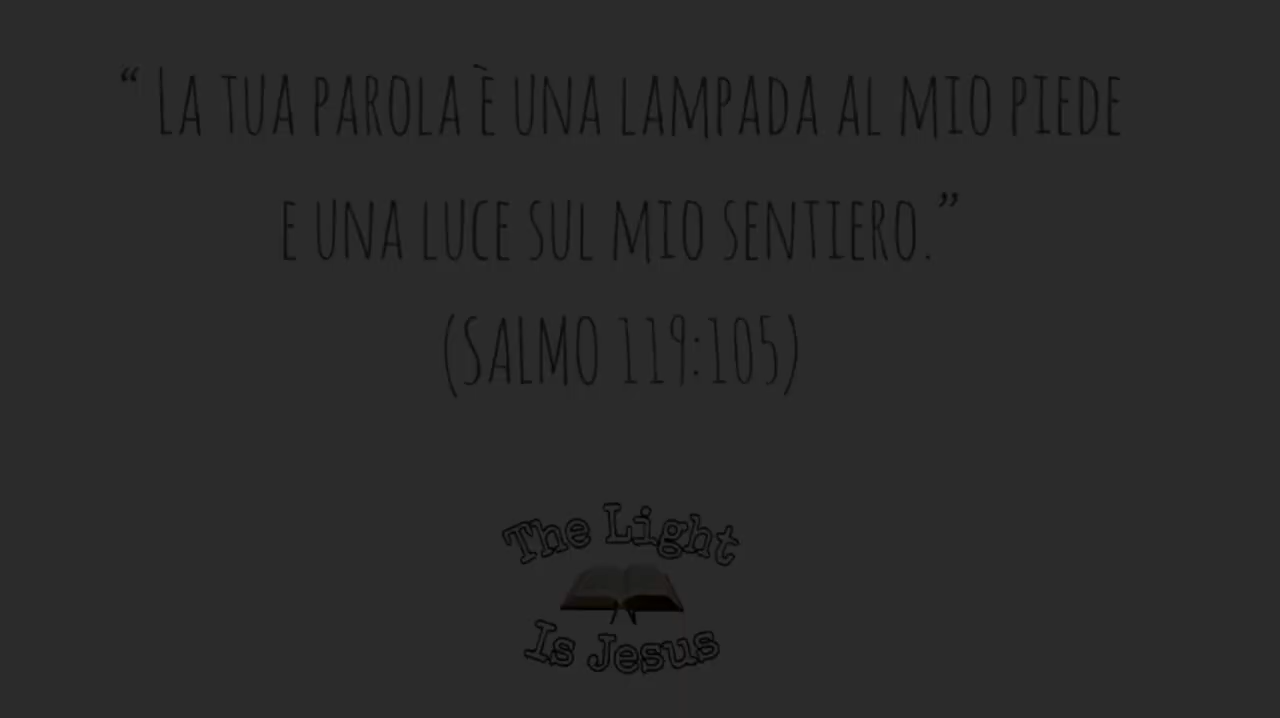 “ La tua parola è una lampada al mio piede
e una luce sul mio sentiero.”
(Salmo 119:105)
The Light
Is Jesus